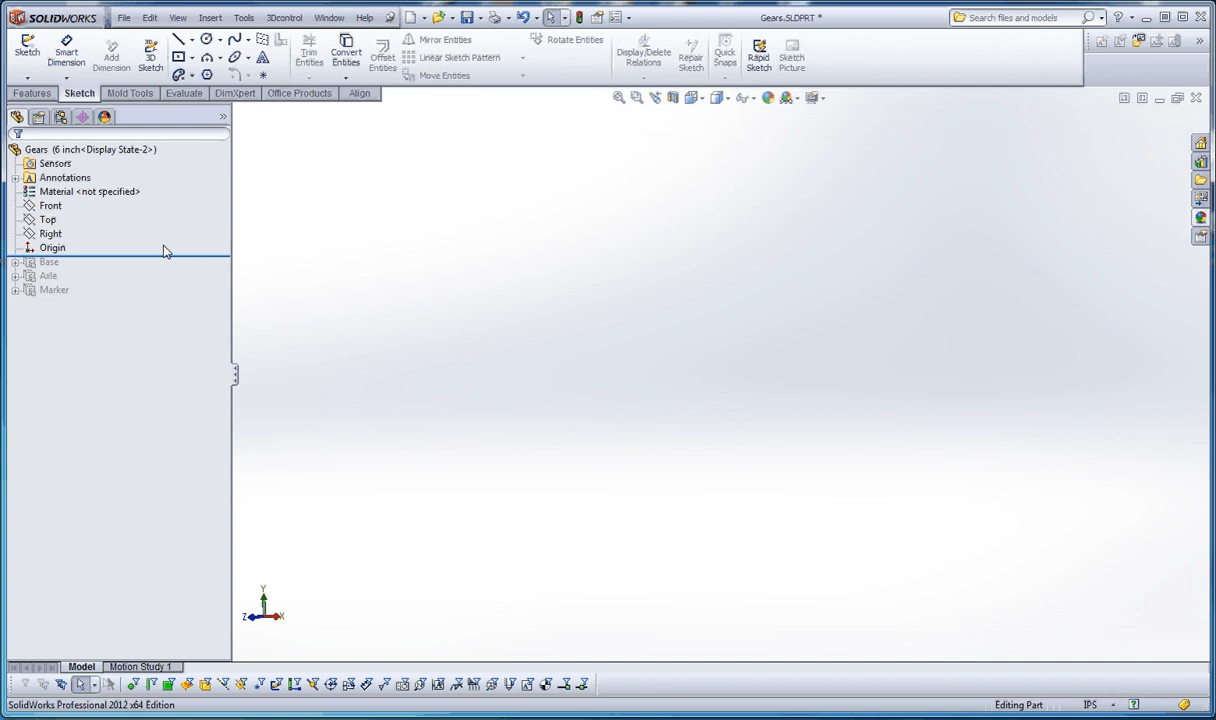 SOLIDWORKS File Edit View Insert Tools 3Dcontrol Window Help Gears.SLDPRT * Search files and models
Sketch Smart Dimension Add Dimension 3D Sketch Trim Entities Convert Entities Offset Entities Mirror Entities Linear Sketch Pattern Move Entities Rotate Entities Display/Delete Relations Repair Sketch Quick Snaps Rapid Sketch Sketch Picture
Features Sketch Mold Tools Evaluate DimXpert Office Products Align
Gears (6 inch<Display State-2>)
Sensors
Annotations
Material <not specified>
Front
Top
Right
Origin
Base
Axle
Marker
Y
Z X
Model Motion Study 1
SolidWorks Professional 2012 x64 Edition Editing Part IPS